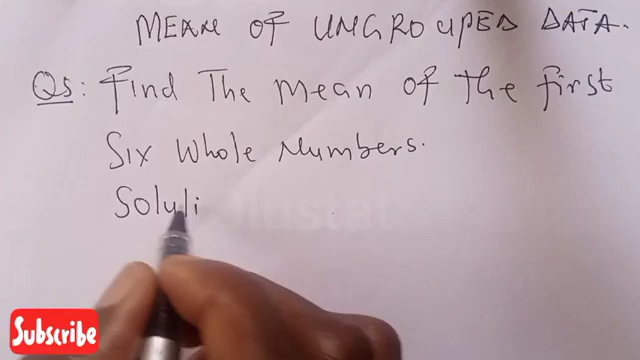 MEAN OF UNGROUPED DATA.
Qs: Find The Mean of the first
Six Whole Numbers.
Soluti
Subscribe